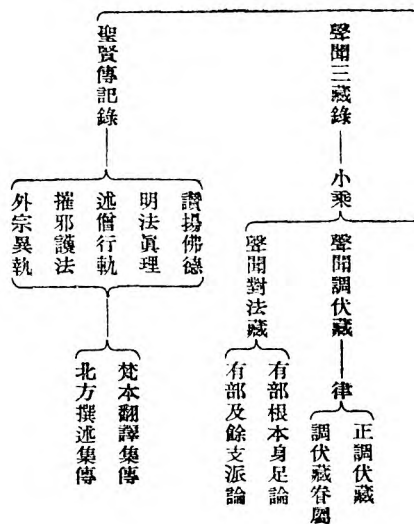 聲聞三藏錄
小乘
聲聞調伏藏
律
正調伏藏
調伏藏眷屬
聲聞對法藏
有部根本身足論
有部及餘支派論
聖賢傳記錄
讚揚佛德
明法眞理
述僧行軌
摧邪護法
外宗異執
梵本翻譯集傳
北方撰述集傳